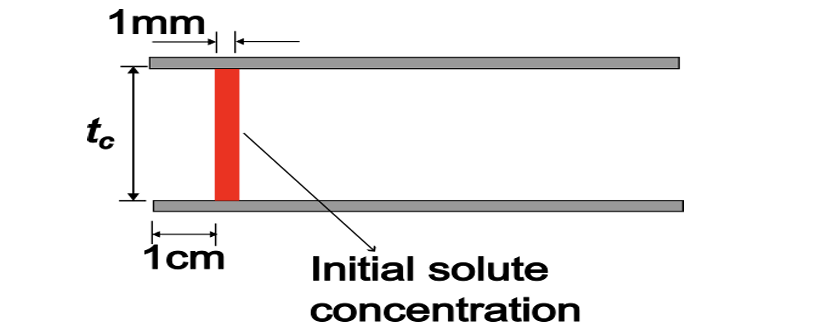 1mm
tc
1cm
Initial solute
concentration